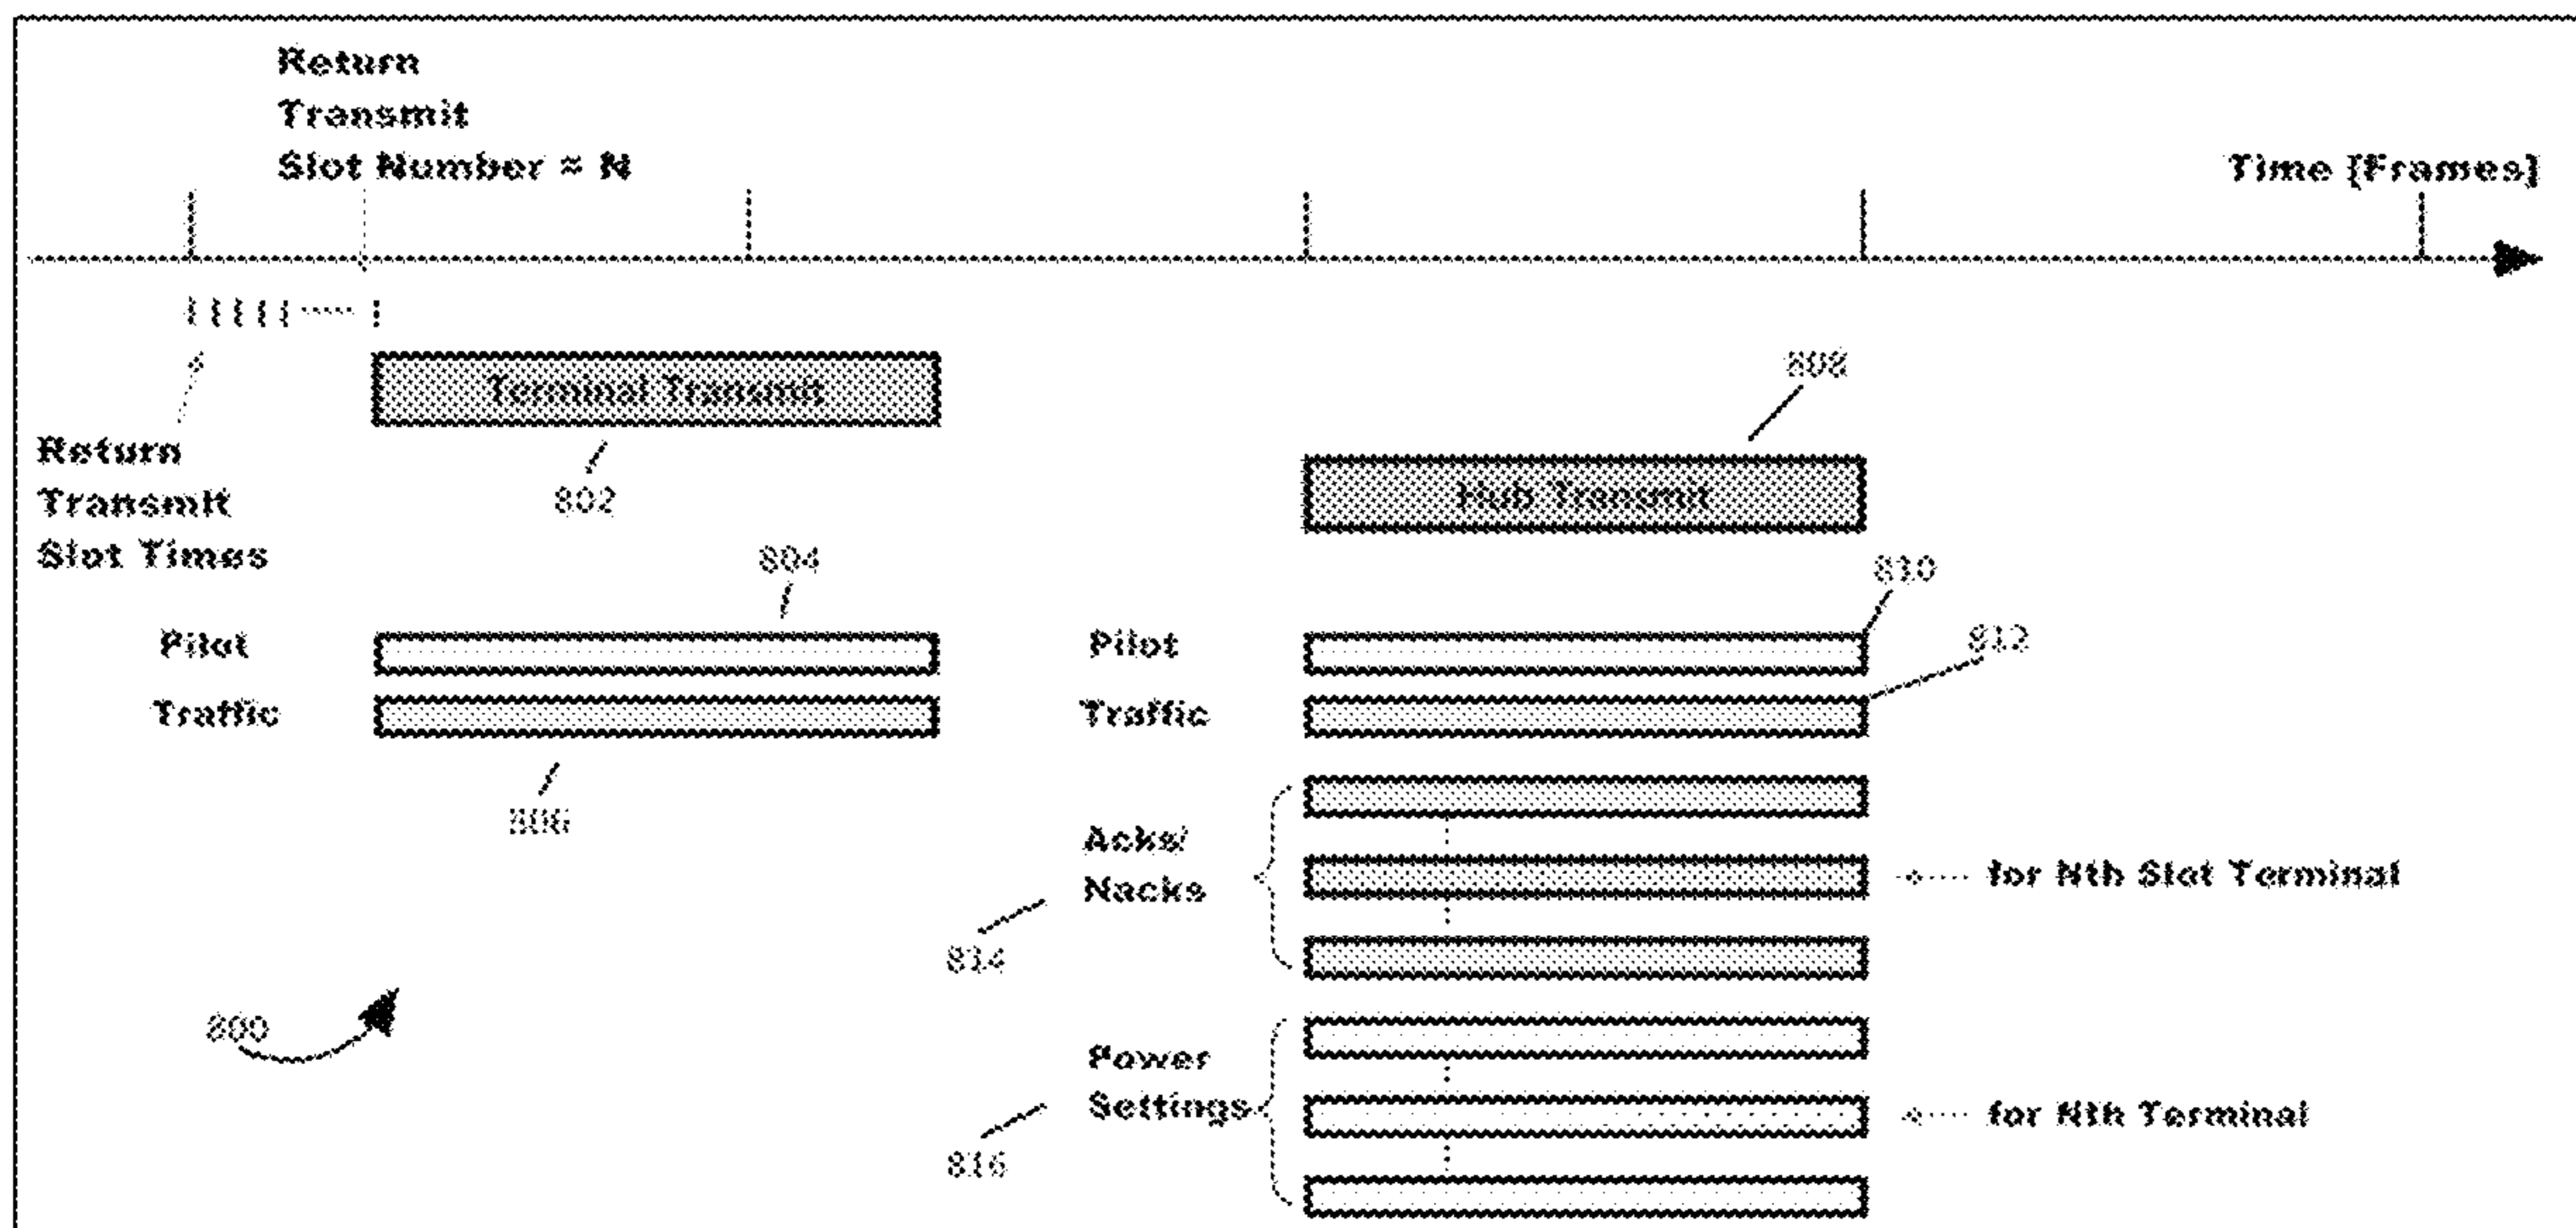 Return
Transmit
Slot Number = N
Time [Frames]
Terminal Transmit
802
808
Return
Transmit
Slot Times
Hub Transmit
804
810
Pilot
Pilot
812
Traffic
Traffic
806
Acks/
Nacks
for Nth Slot Terminal
814
800
Power
Settings
for Nth Terminal
816